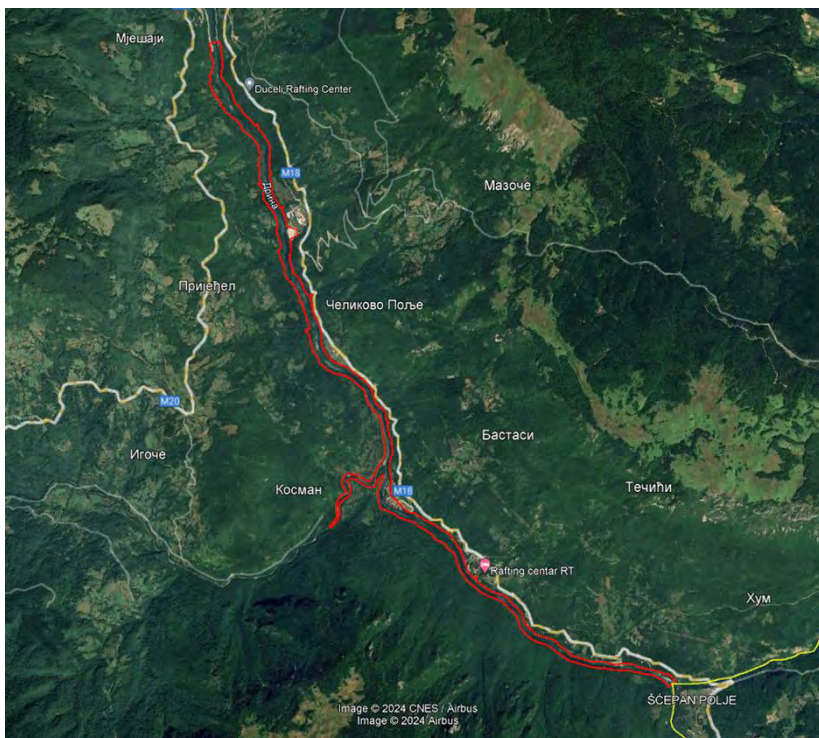 Мјешаји
Duceli Rafting Center
M18
Мазоче
Дрина
Пријеђел
Челиково Поље
M20
Бастаси
Игоче
Косман
M18
Течићи
Rafting centar RT
Хум
ŠĆEPAN POLJE
Image © 2024 CNES / Airbus
Image © 2024 Airbus